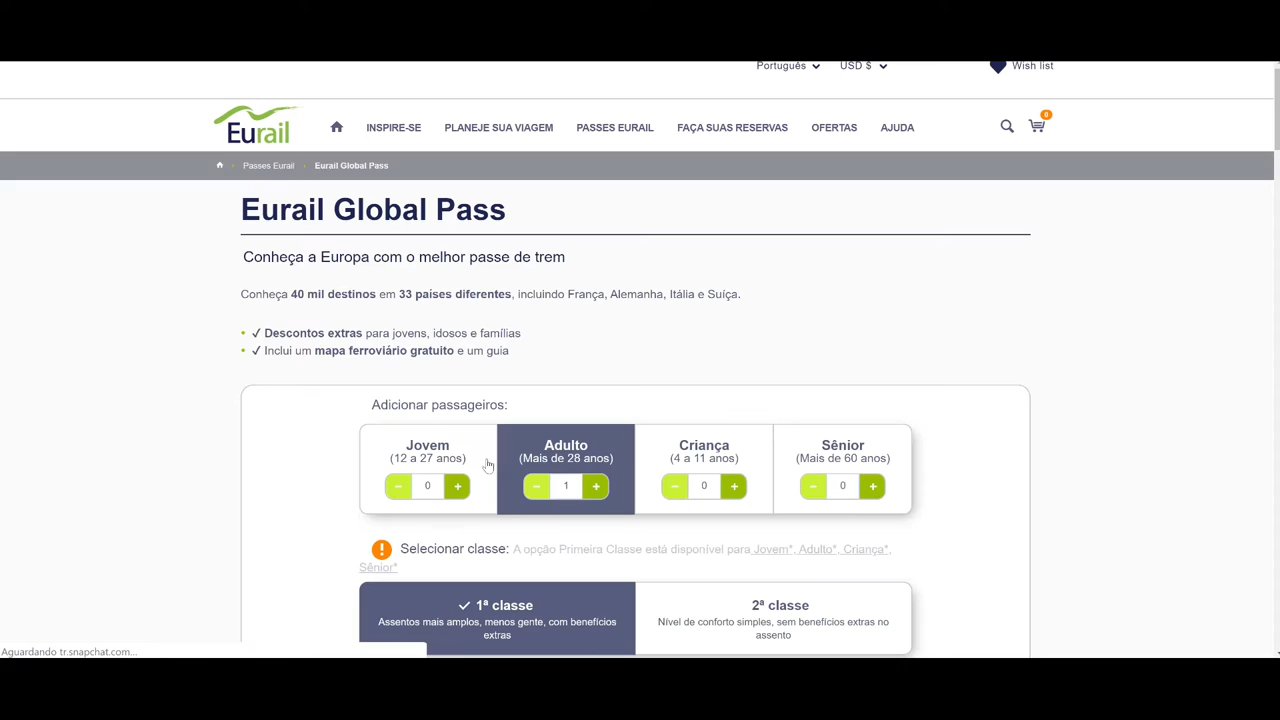 Português USD $ Wish list
Eurail INSPIRE-SE PLANEJE SUA VIAGEM PASSES EURAIL FAÇA SUAS RESERVAS OFERTAS AJUDA 0
Passes Eurail Eurail Global Pass
Eurail Global Pass
Conheça a Europa com o melhor passe de trem
Conheça 40 mil destinos em 33 países diferentes, incluindo França, Alemanha, Itália e Suíça.
• ✓ Descontos extras para jovens, idosos e famílias
• ✓ Inclui um mapa ferroviário gratuito e um guia
Adicionar passageiros:
Jovem Adulto Criança Sênior
(12 a 27 anos) (Mais de 28 anos) (4 a 11 anos) (Mais de 60 anos)
− 0 + − 1 + − 0 + − 0 +
! Selecionar classe: A opção Primeira Classe está disponível para Jovem*, Adulto*, Criança*,
Sênior*
✓ 1ª classe 2ª classe
Assentos mais amplos, menos gente, com benefícios Nível de conforto simples, sem benefícios extras no
extras assento
Aguardando tr.snapchat.com...